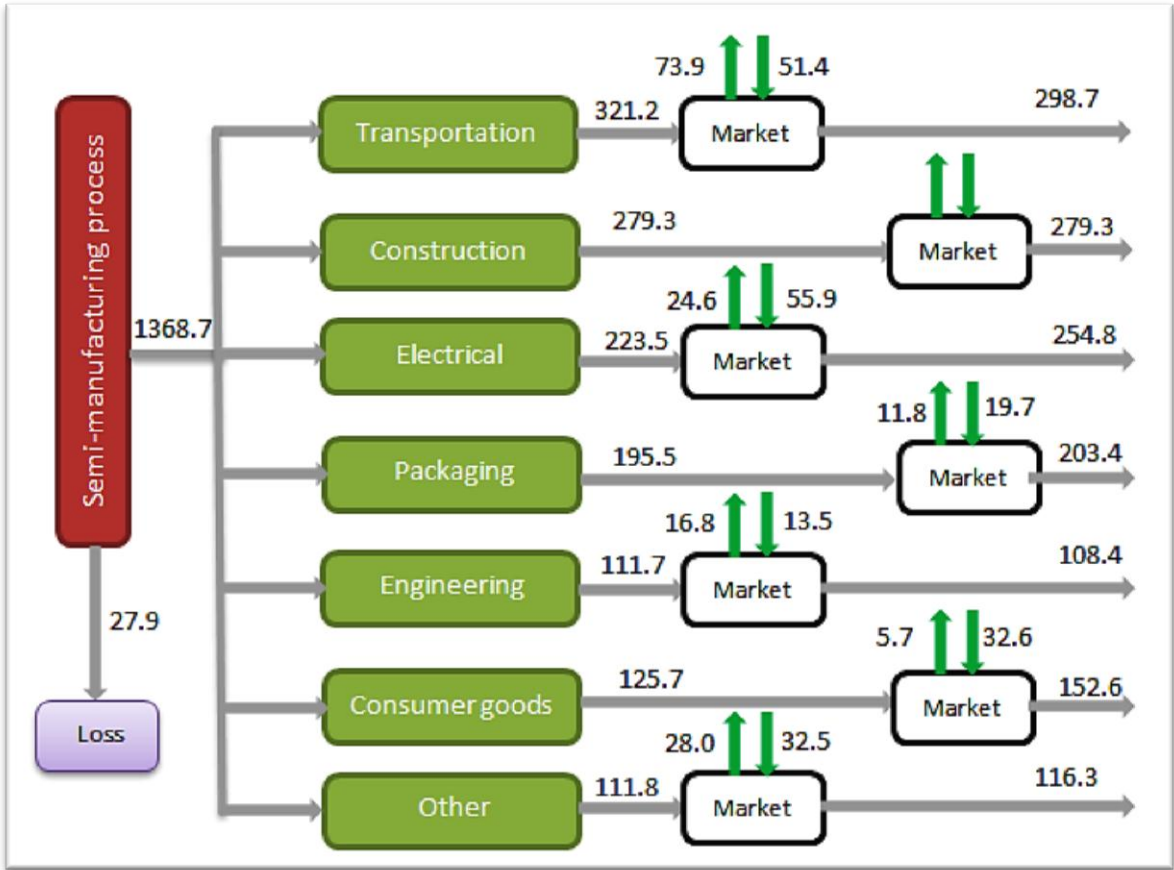 73.9
51.4
Transportation
321.2
Market
298.7
Semi-manufacturing process
Construction
279.3
Market
279.3
1368.7
24.6
55.9
Electrical
223.5
Market
254.8
11.8
19.7
Packaging
195.5
Market
203.4
16.8
13.5
Engineering
111.7
Market
108.4
27.9
5.7
32.6
Consumer goods
125.7
Market
152.6
Loss
28.0
32.5
Other
111.8
Market
116.3